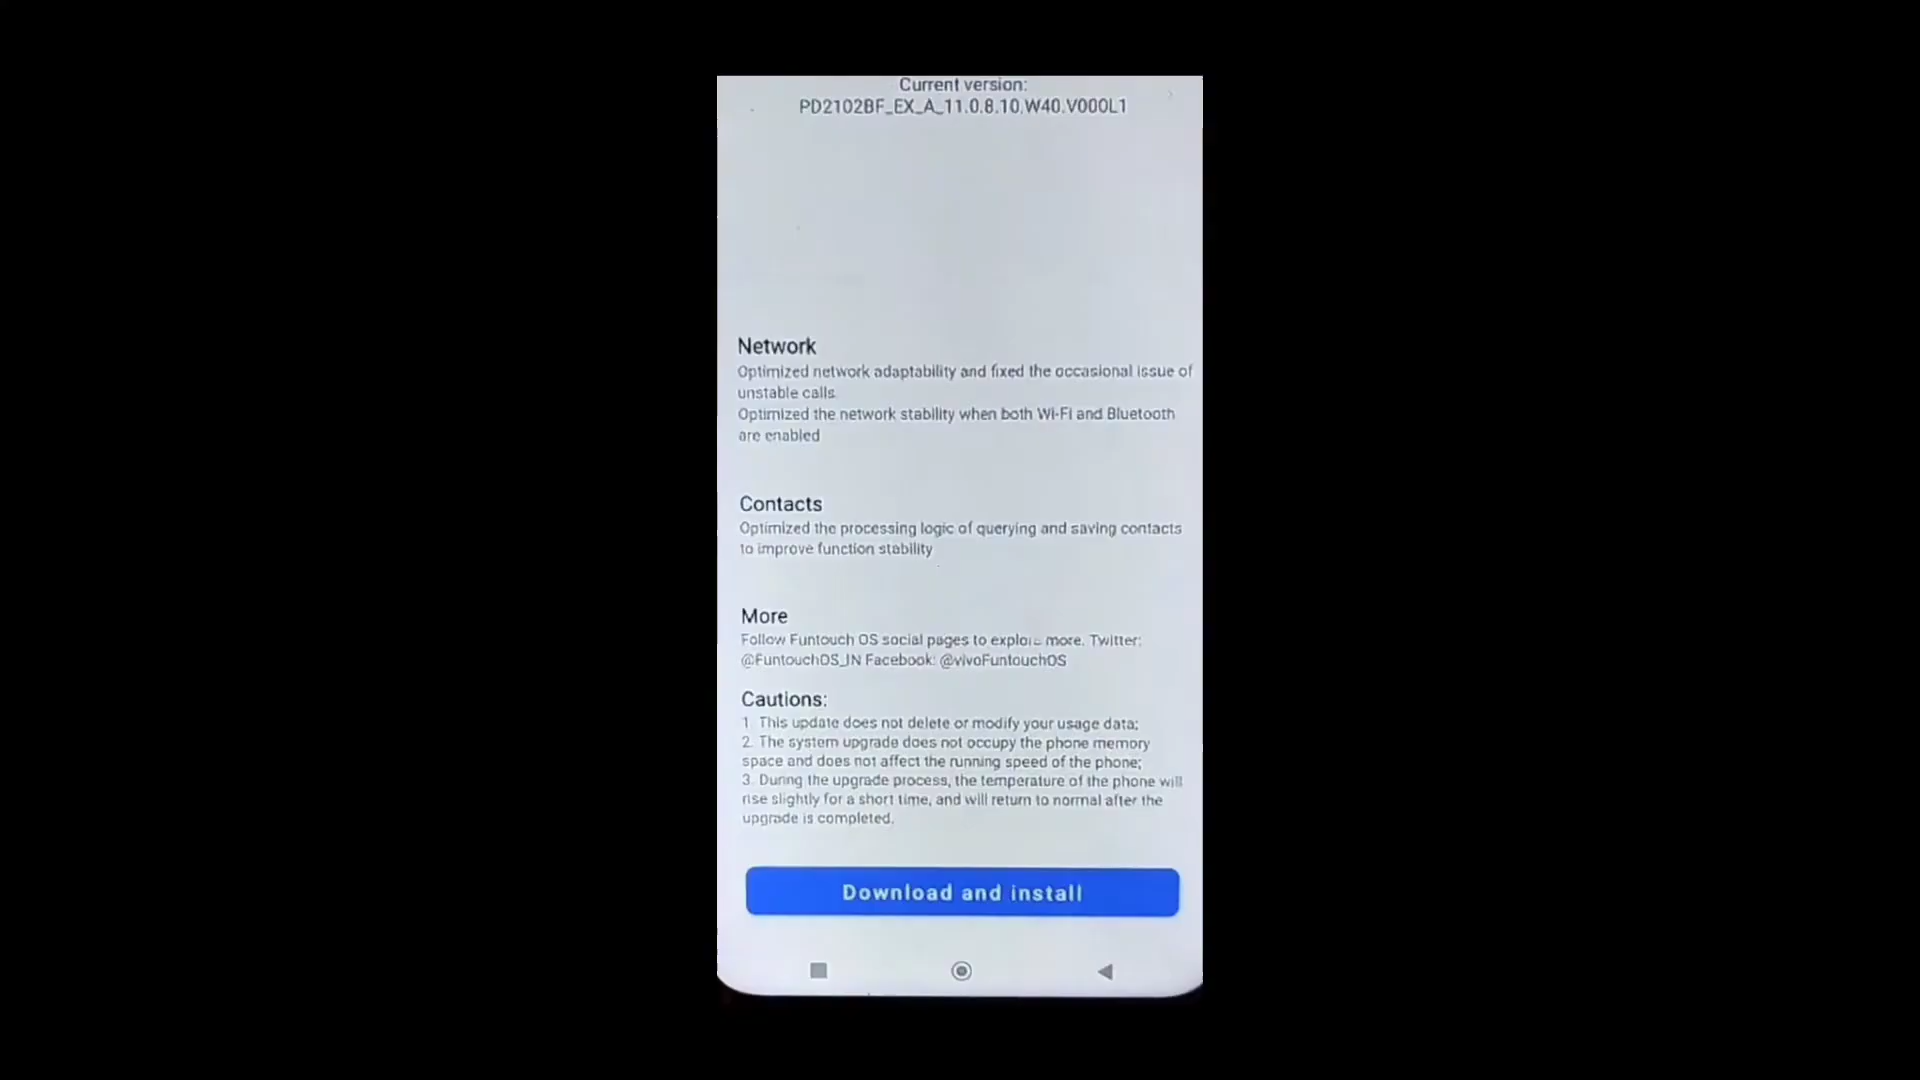 Current version:
PD2102BF_EX_A_11.0.8.10.W40.V000L1
Network
Optimized network adaptability and fixed the occasional issue of
unstable calls.
Optimized the network stability when both Wi-Fi and Bluetooth
are enabled
Contacts
Optimized the processing logic of querying and saving contacts
to improve function stability
More
Follow Funtouch OS social pages to explore more. Twitter:
@FuntouchOS_IN Facebook: @vivoFuntouchOS
Cautions:
1. This update does not delete or modify your usage data;
2. The system upgrade does not occupy the phone memory
space and does not affect the running speed of the phone;
3. During the upgrade process, the temperature of the phone will
rise slightly for a short time, and will return to normal after the
upgrade is completed.
Download and install